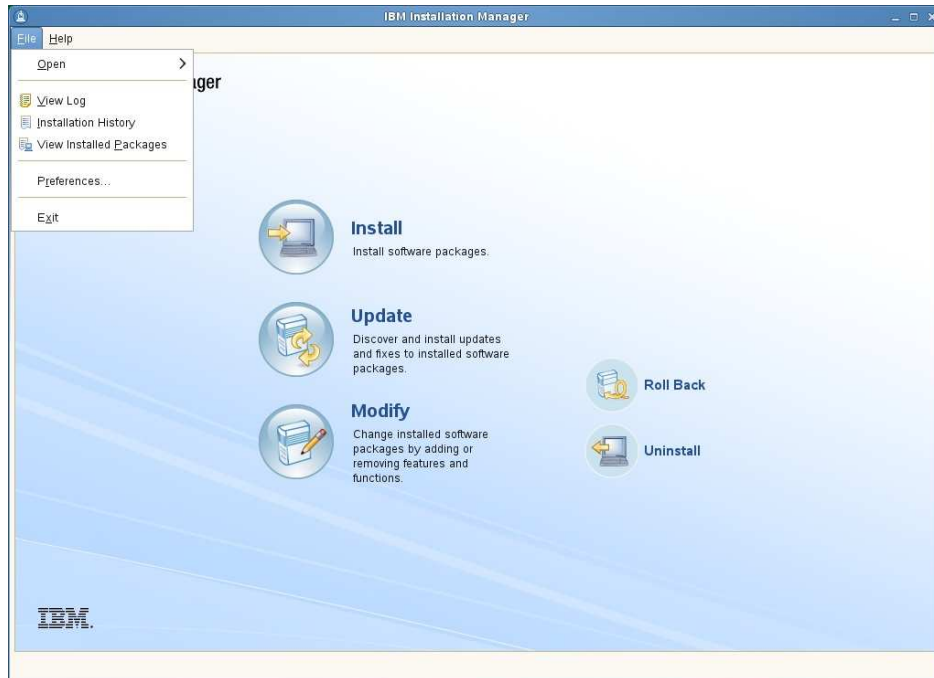 IBM Installation Manager
File Help
Open
View Log
Installation History
View Installed Packages
Preferences...
Exit
ager
Install
Install software packages.
Update
Discover and install updates
and fixes to installed software
packages.
Modify
Change installed software
packages by adding or
removing features and
functions.
Roll Back
Uninstall
IBM.